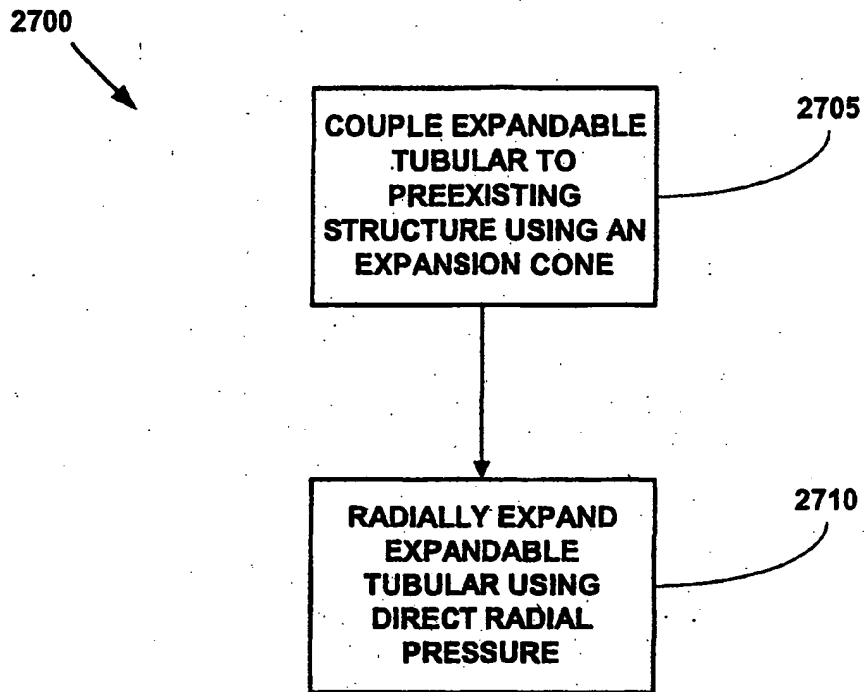 2700
COUPLE EXPANDABLE
TUBULAR TO
PREEXISTING
STRUCTURE USING AN
EXPANSION CONE
2705
RADIALLY EXPAND
EXPANDABLE
TUBULAR USING
DIRECT RADIAL
PRESSURE
2710